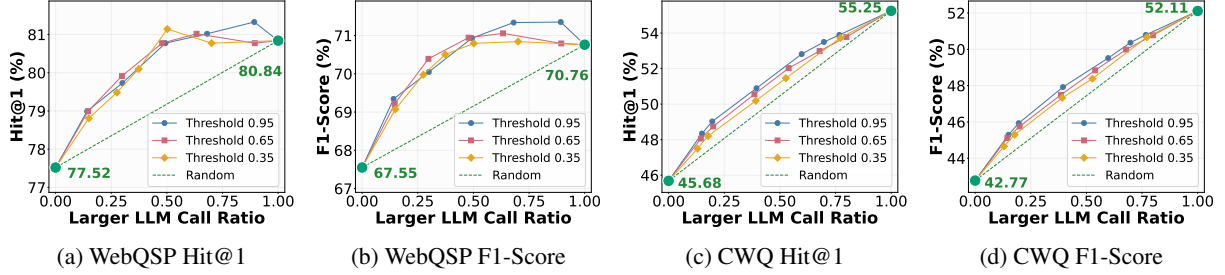 Hit@1 (%)
81
80
79
78
77
0.00
0.25
0.50
0.75
1.00
Larger LLM Call Ratio
77.52
80.84
Threshold 0.95
Threshold 0.65
Threshold 0.35
Random
(a) WebQSP Hit@1
F1-Score (%)
71
70
69
68
67
0.00
0.25
0.50
0.75
1.00
Larger LLM Call Ratio
67.55
70.76
Threshold 0.95
Threshold 0.65
Threshold 0.35
Random
(b) WebQSP F1-Score
Hit@1 (%)
54
52
50
48
46
0.00
0.25
0.50
0.75
1.00
Larger LLM Call Ratio
45.68
55.25
Threshold 0.95
Threshold 0.65
Threshold 0.35
Random
(c) CWQ Hit@1
F1-Score (%)
52
50
48
46
44
42
0.00
0.25
0.50
0.75
1.00
Larger LLM Call Ratio
42.77
52.11
Threshold 0.95
Threshold 0.65
Threshold 0.35
Random
(d) CWQ F1-Score